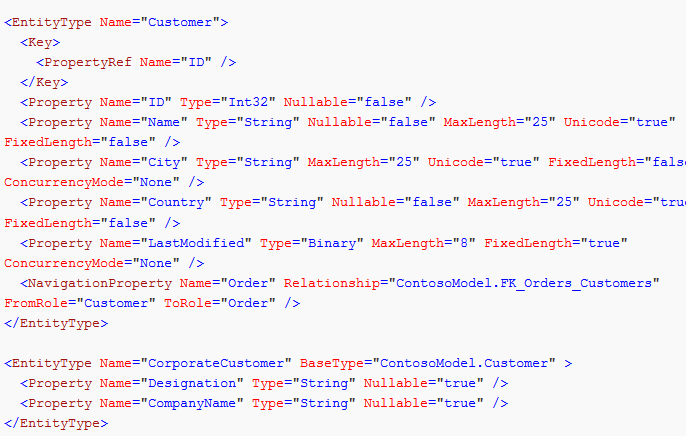 <EntityType Name="Customer">
  <Key>
    <PropertyRef Name="ID" />
  </Key>
  <Property Name="ID" Type="Int32" Nullable="false" />
  <Property Name="Name" Type="String" Nullable="false" MaxLength="25" Unicode="true"
FixedLength="false" />
  <Property Name="City" Type="String" MaxLength="25" Unicode="true" FixedLength="fals
ConcurrencyMode="None" />
  <Property Name="Country" Type="String" Nullable="false" MaxLength="25" Unicode="tru
FixedLength="false" />
  <Property Name="LastModified" Type="Binary" MaxLength="8" FixedLength="true"
ConcurrencyMode="None" />
  <NavigationProperty Name="Order" Relationship="ContosoModel.FK_Orders_Customers"
FromRole="Customer" ToRole="Order" />
</EntityType>
<EntityType Name="CorporateCustomer" BaseType="ContosoModel.Customer" >
  <Property Name="Designation" Type="String" Nullable="true" />
  <Property Name="CompanyName" Type="String" Nullable="true" />
</EntityType>